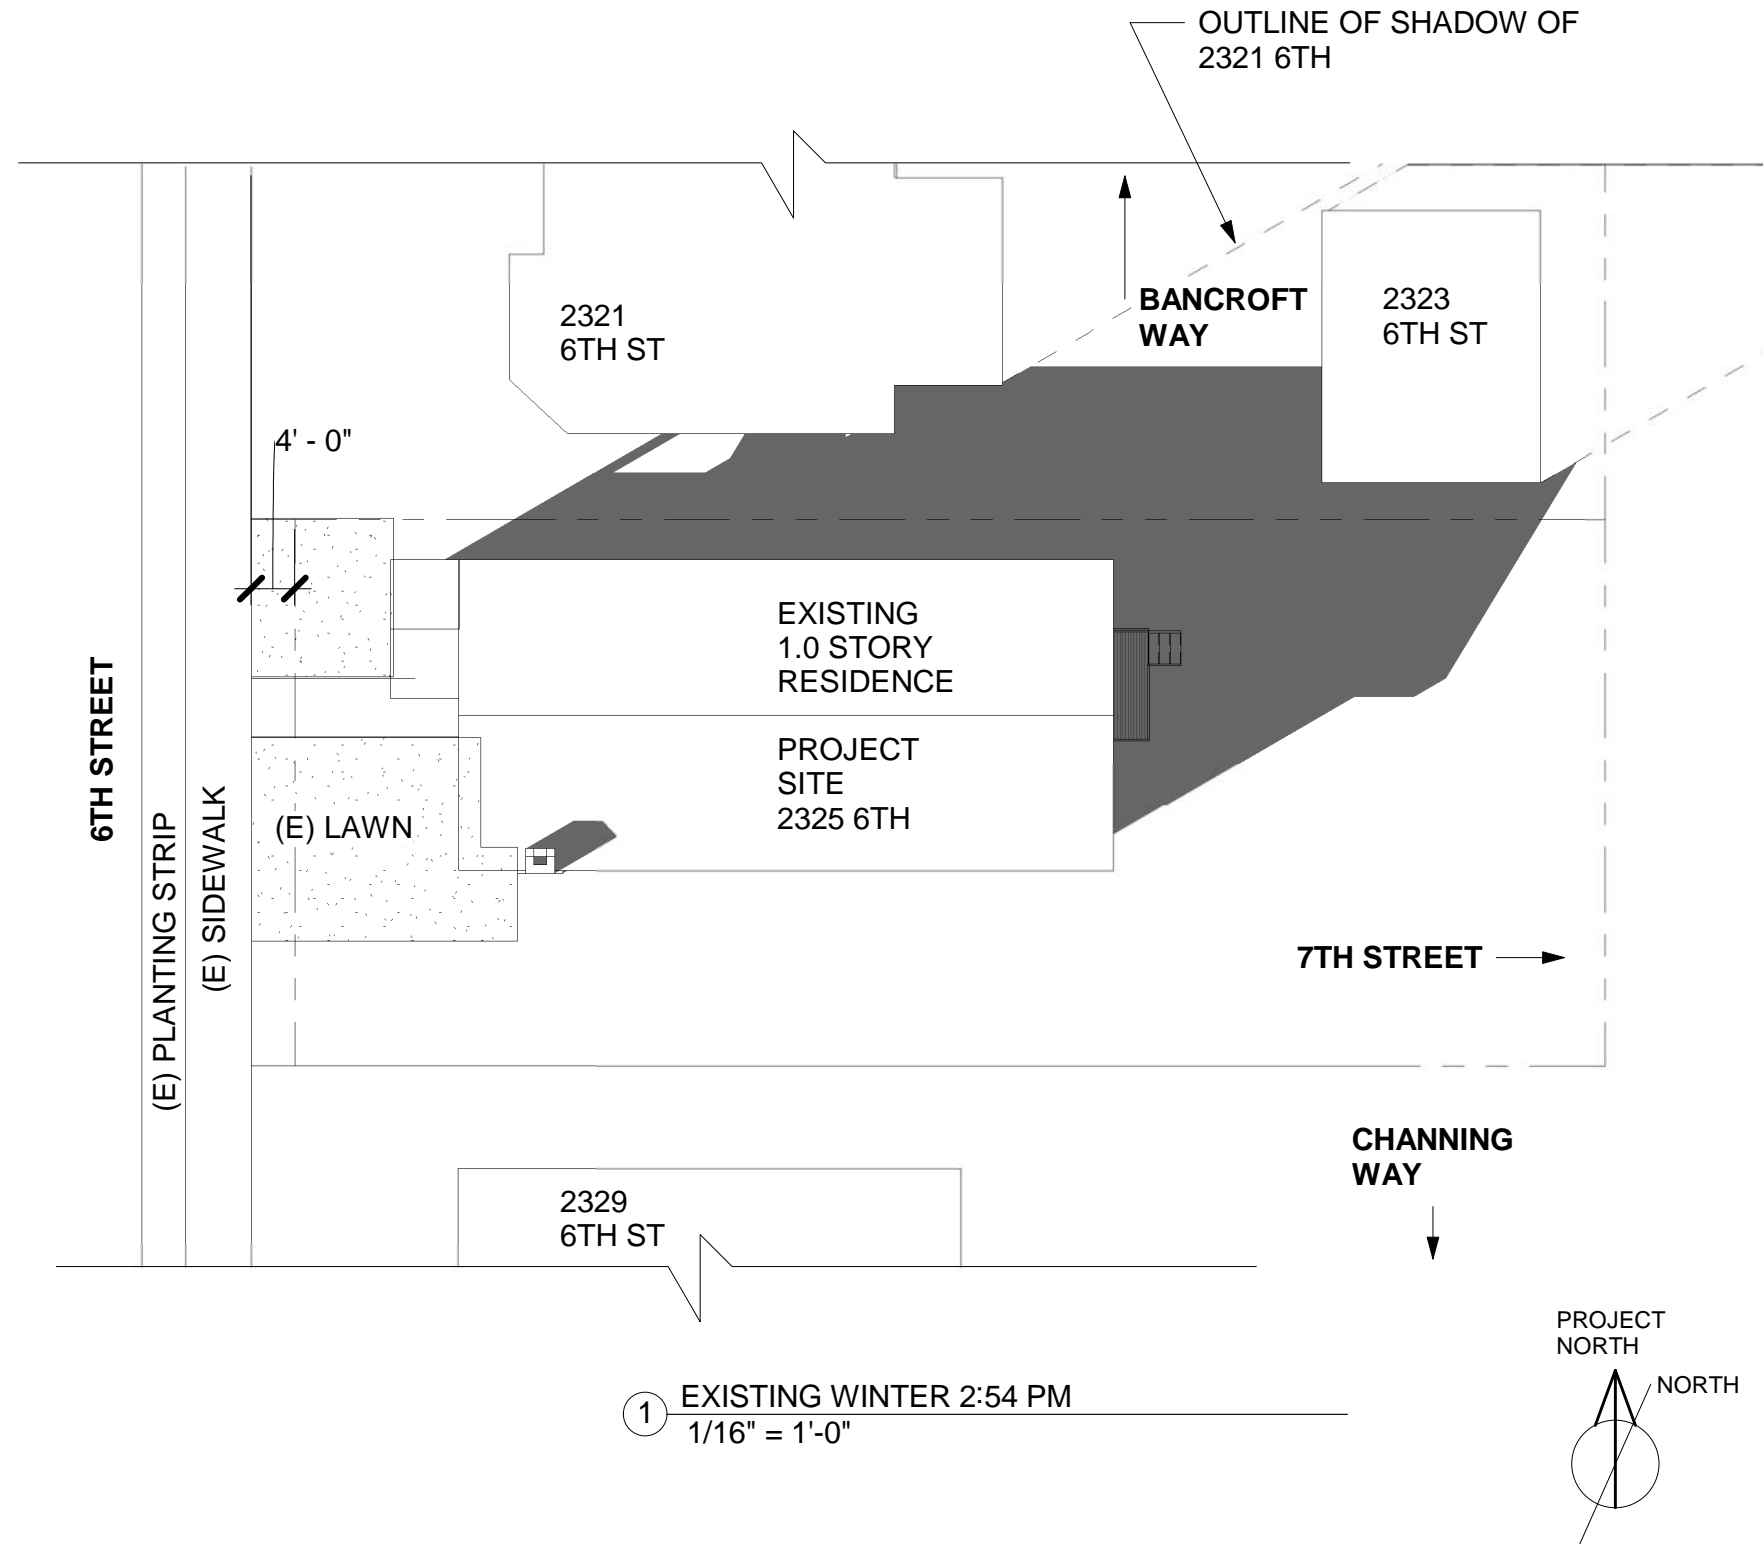 OUTLINE OF SHADOW OF
2321 6TH
BANCROFT
WAY
2323
6TH ST
2321
6TH ST
4' - 0"
EXISTING
1.0 STORY
RESIDENCE
PROJECT
SITE
2325 6TH
6TH STREET
(E) PLANTING STRIP
(E) SIDEWALK
(E) LAWN
7TH STREET
CHANNING
WAY
2329
6TH ST
PROJECT
NORTH
NORTH
1 EXISTING WINTER 2:54 PM
1/16" = 1'-0"